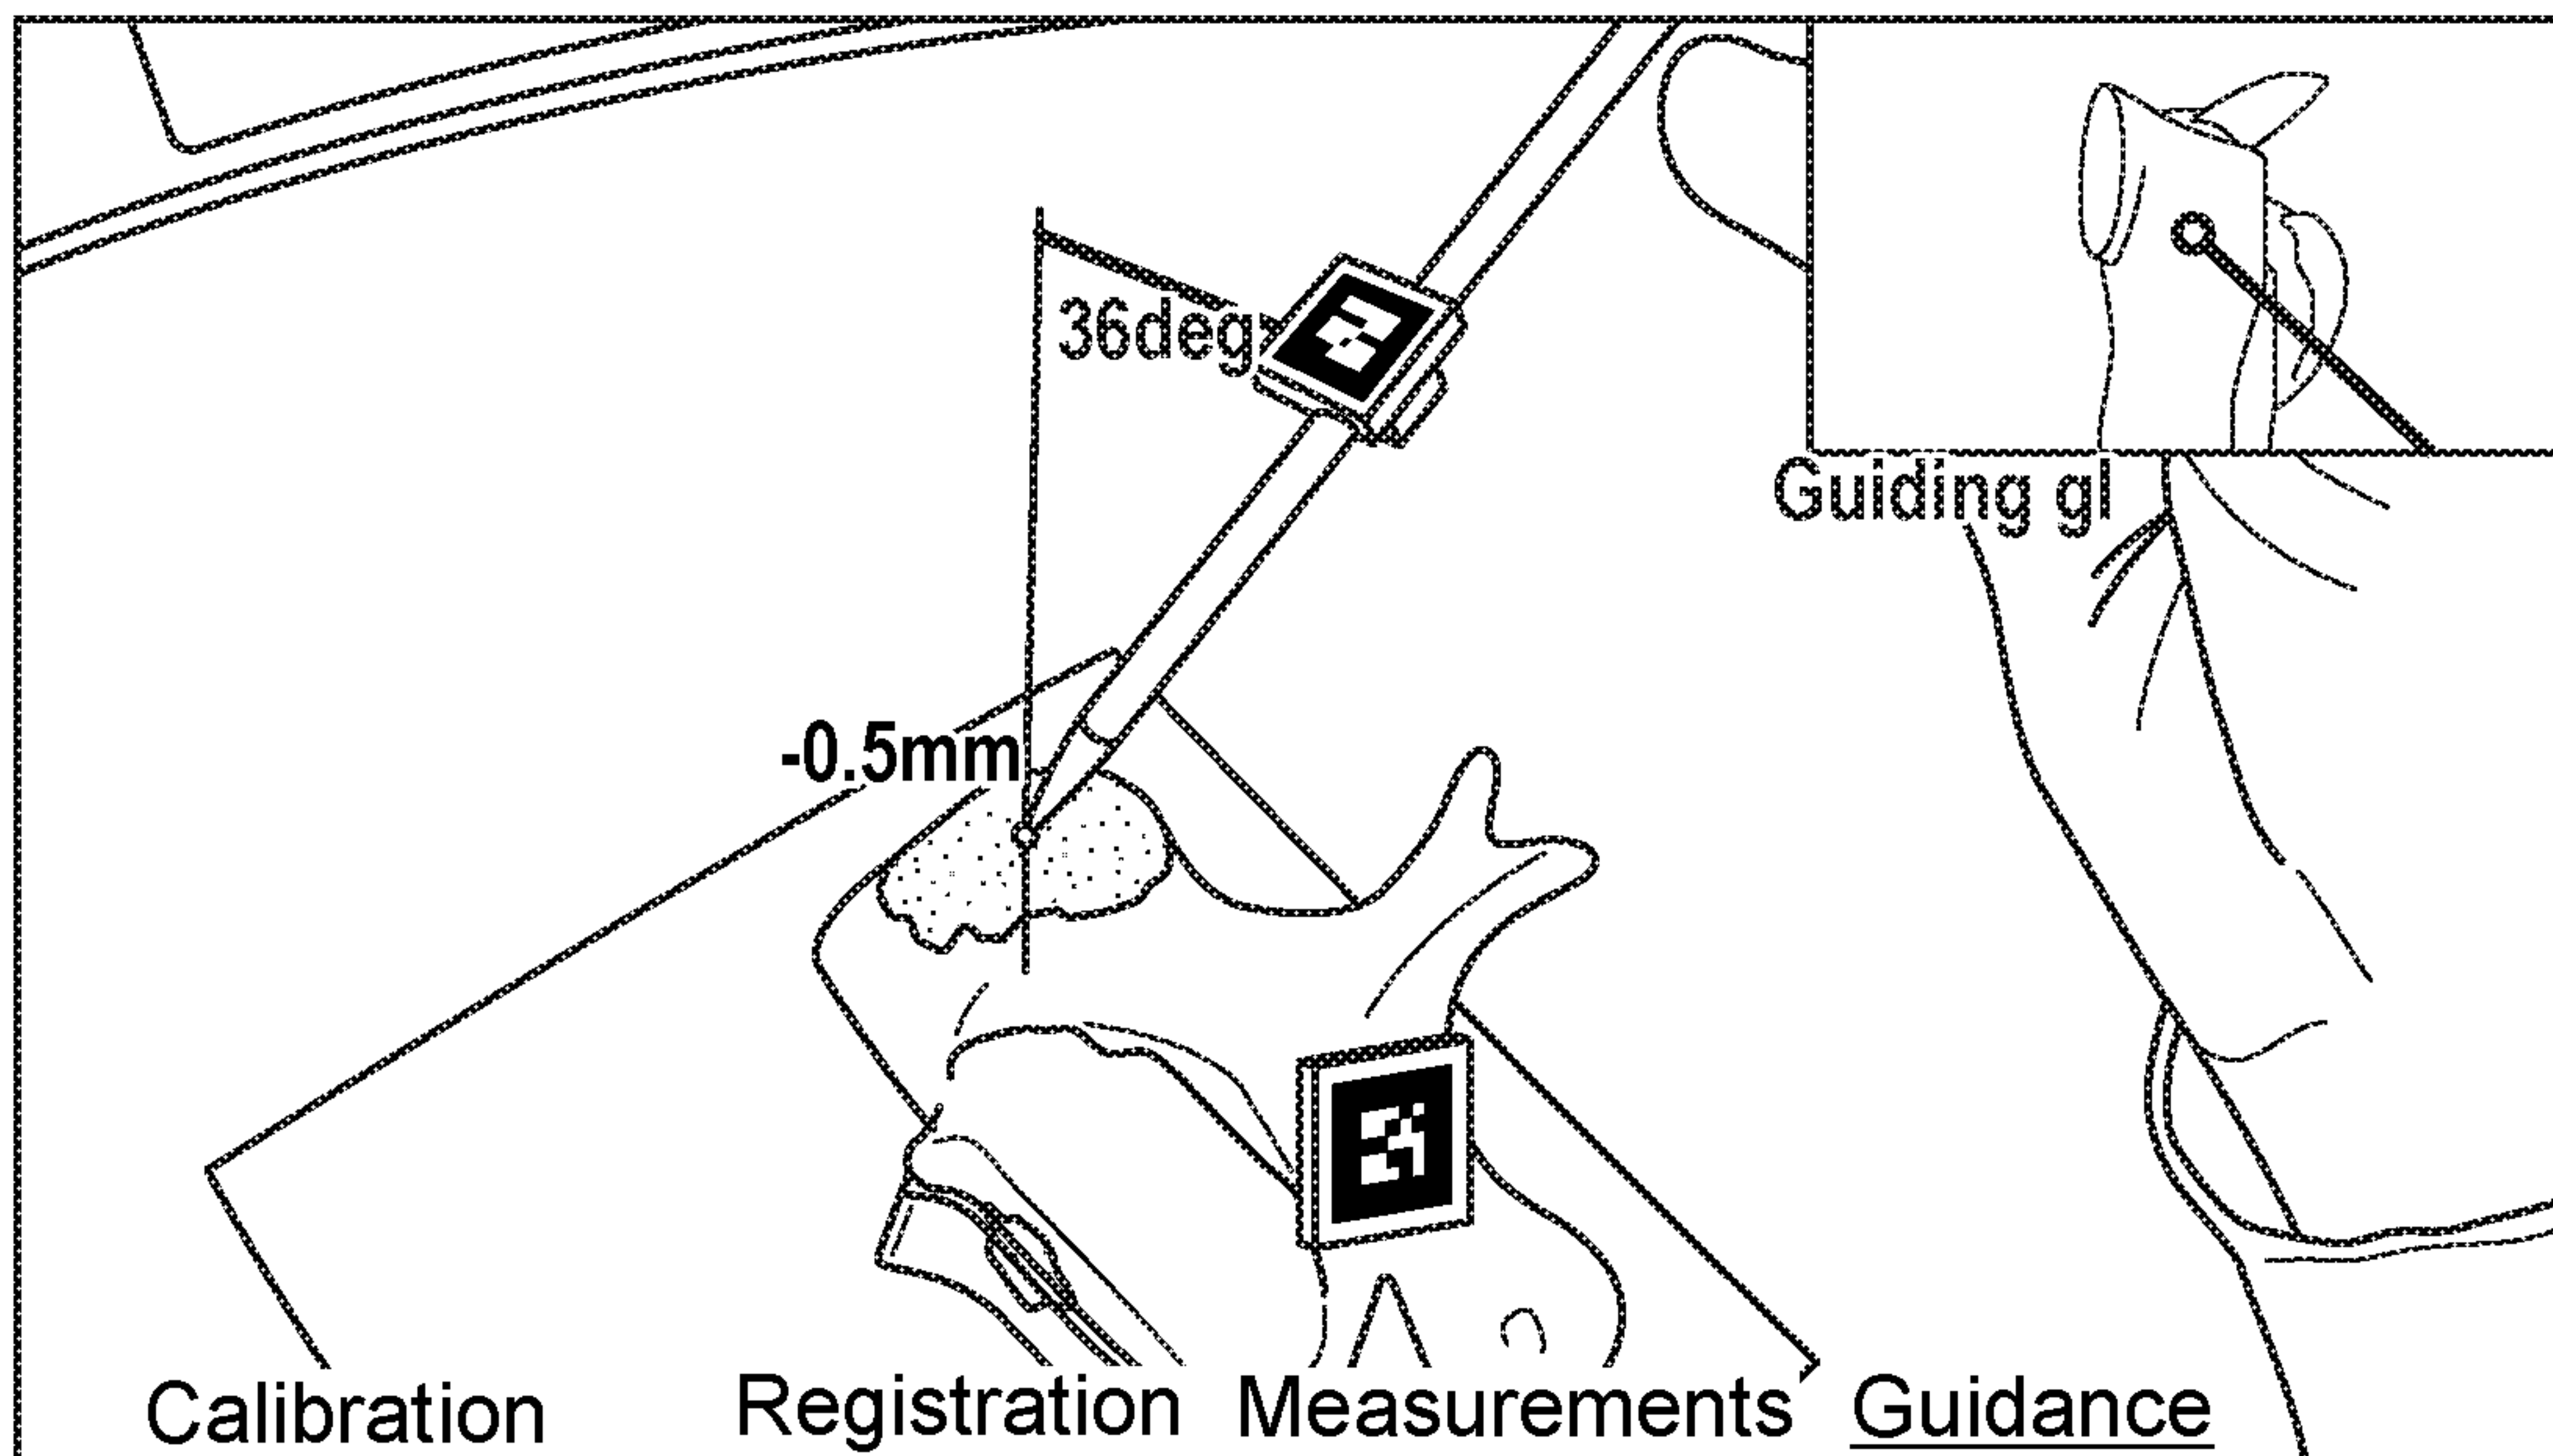 36deg
Guiding gl
-0.5mm
Calibration Registration Measurements Guidance